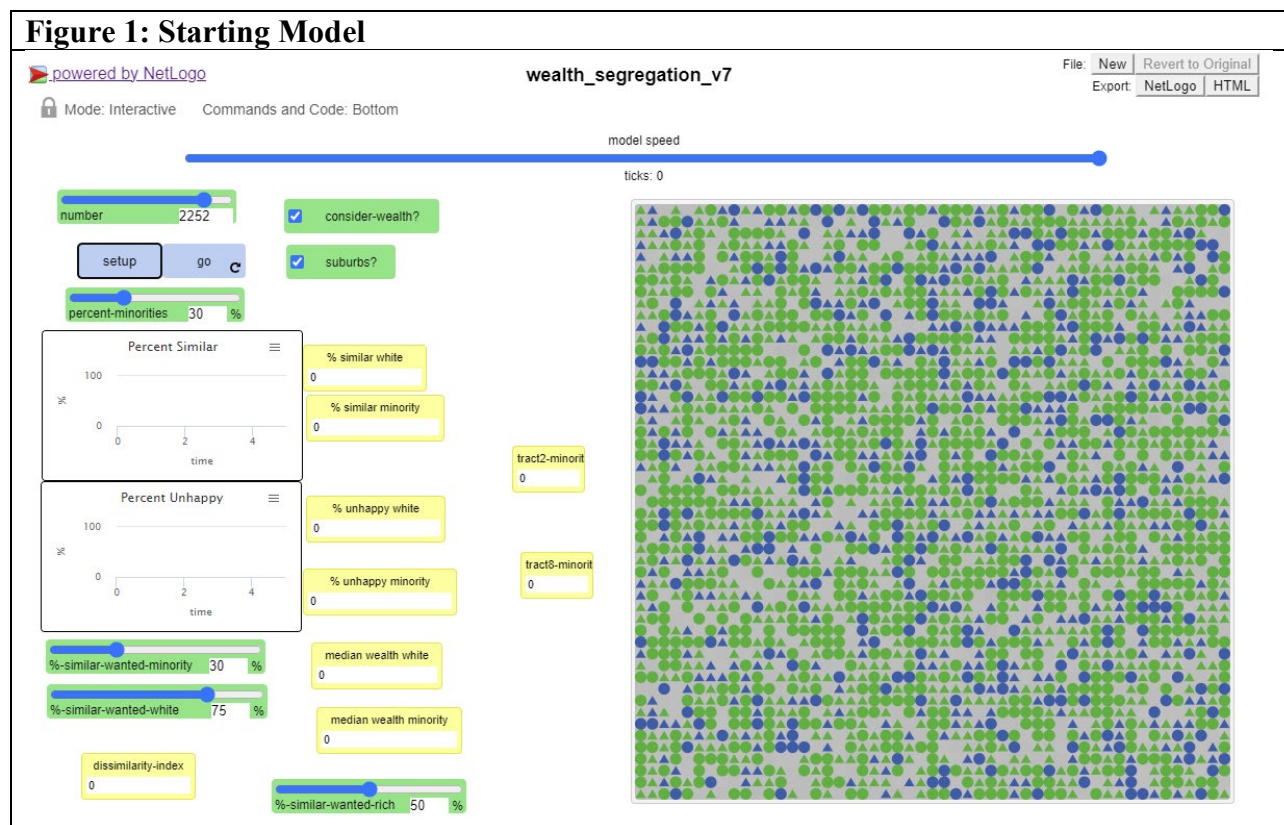 Figure 1: Starting Model
powered by NetLogo
wealth_segregation_v7
File: New Revert to Original
Export: NetLogo HTML
Mode: Interactive Commands and Code: Bottom
model speed
ticks: 0
number 2252
consider-wealth?
setup go
suburbs?
percent-minorities 30 %
Percent Similar
100
%
0
0 2 4
time
% similar white
0
% similar minority
0
tract2-minorit
0
Percent Unhappy
100
%
0
0 2 4
time
% unhappy white
0
% unhappy minority
0
tract8-minorit
0
%-similar-wanted-minority 30 %
%-similar-wanted-white 75 %
median wealth white
0
median wealth minority
0
dissimilarity-index
0
%-similar-wanted-rich 50 %